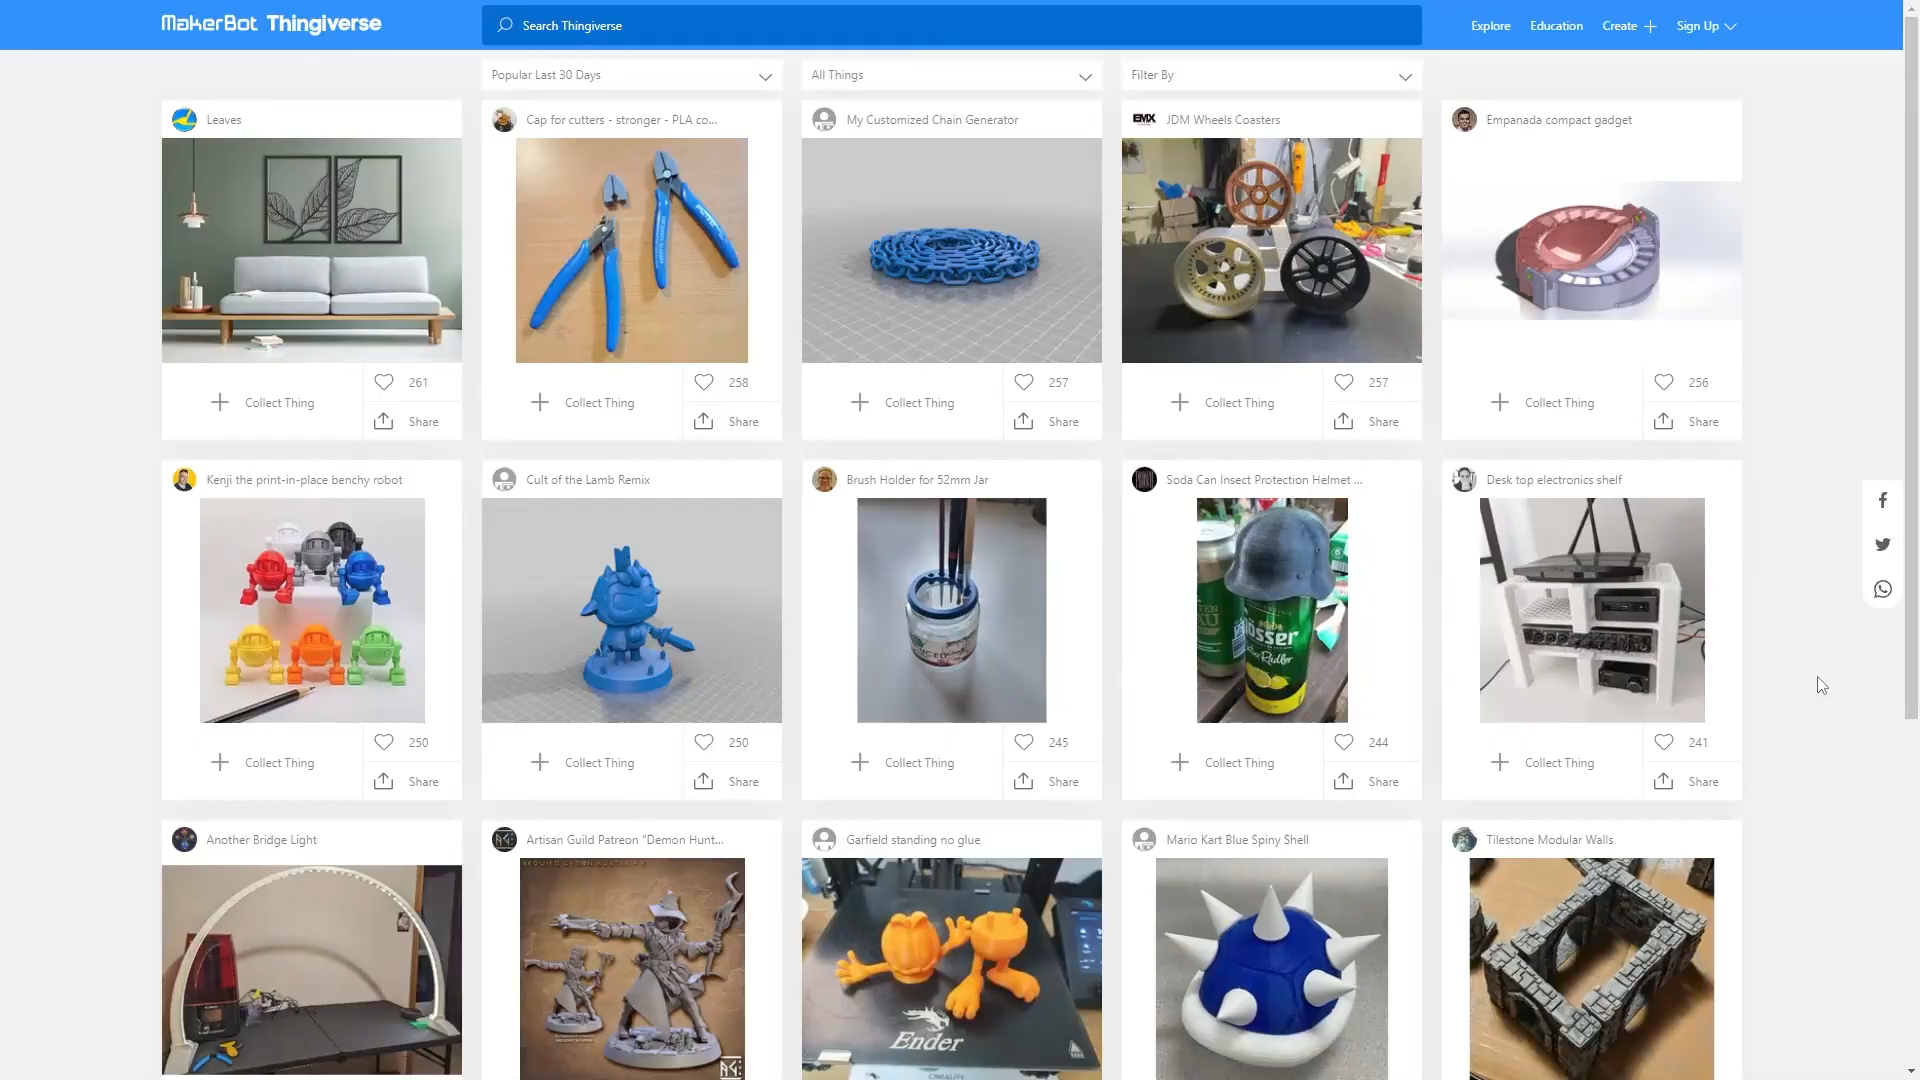 MakerBot Thingiverse
Search Thingiverse
Explore Education Create Sign Up
Popular Last 30 Days
All Things
Filter By
Leaves
Cap for cutters - stronger - PLA co...
My Customized Chain Generator
EMX
JDM Wheels Coasters
Empanada compact gadget
261
Collect Thing
Share
258
Collect Thing
Share
257
Collect Thing
Share
257
Collect Thing
Share
256
Collect Thing
Share
Kenji the print-in-place benchy robot
Cult of the Lamb Remix
Brush Holder for 52mm Jar
Soda Can Insect Protection Helmet ...
Desk top electronics shelf
250
Collect Thing
Share
250
Collect Thing
Share
245
Collect Thing
Share
244
Collect Thing
Share
241
Collect Thing
Share
Another Bridge Light
Artisan Guild Patreon "Demon Hunt...
Garfield standing no glue
Mario Kart Blue Spiny Shell
Tilestone Modular Walls
Ender